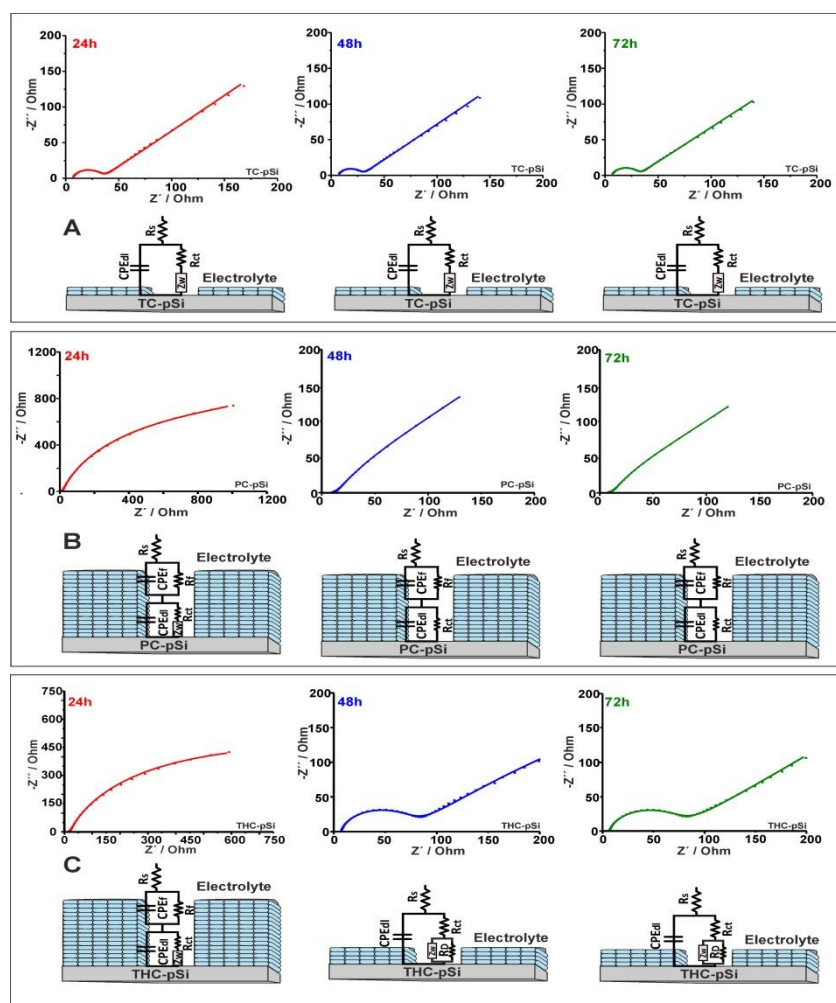 24h
-Z´´ / Ohm
200
150
100
50
0
TC-pSi
0 50 100 150 200
Z´ / Ohm
48h
-Z´´ / Ohm
200
150
100
50
0
TC-pSi
0 50 100 150 200
Z´ / Ohm
72h
-Z´´ / Ohm
200
150
100
50
0
TC-pSi
0 50 100 150 200
Z´ / Ohm
A
Rs
CPEdl
Rct
Zw
Electrolyte
TC-pSi
Rs
CPEdl
Rct
Zw
Electrolyte
TC-pSi
Rs
CPEdl
Rct
Zw
Electrolyte
TC-pSi
24h
-Z´´ / Ohm
1200
800
400
0
PC-pSi
0 400 800 1200
Z´ / Ohm
48h
-Z´´ / Ohm
200
150
100
50
0
PC-pSi
0 50 100 150 200
Z´ / Ohm
72h
-Z´´ / Ohm
200
150
100
50
0
PC-pSi
0 50 100 150 200
Z´ / Ohm
B
Rs
Electrolyte
CPEf
Rf
CPEdl
Rct
Zw
PC-pSi
Rs
Electrolyte
CPEf
Rf
CPEdl
Rct
PC-pSi
Rs
Electrolyte
CPEf
Rf
CPEdl
Rct
PC-pSi
24h
-Z´´ / Ohm
750
600
450
300
150
0
THC-pSi
0 150 300 450 600 750
Z´ / Ohm
48h
-Z´´ / Ohm
200
150
100
50
0
THC-pSi
0 50 100 150 200
Z´ / Ohm
72h
-Z´´ / Ohm
200
150
100
50
0
THC-pSi
0 50 100 150 200
Z´ / Ohm
C
Rs
Electrolyte
CPEf
Rf
CPEdl
Rct
Zw
THC-pSi
Rs
CPEdl
Rct
Zw
RD
Electrolyte
THC-pSi
Rs
CPEdl
Rct
Zw
RD
Electrolyte
THC-pSi